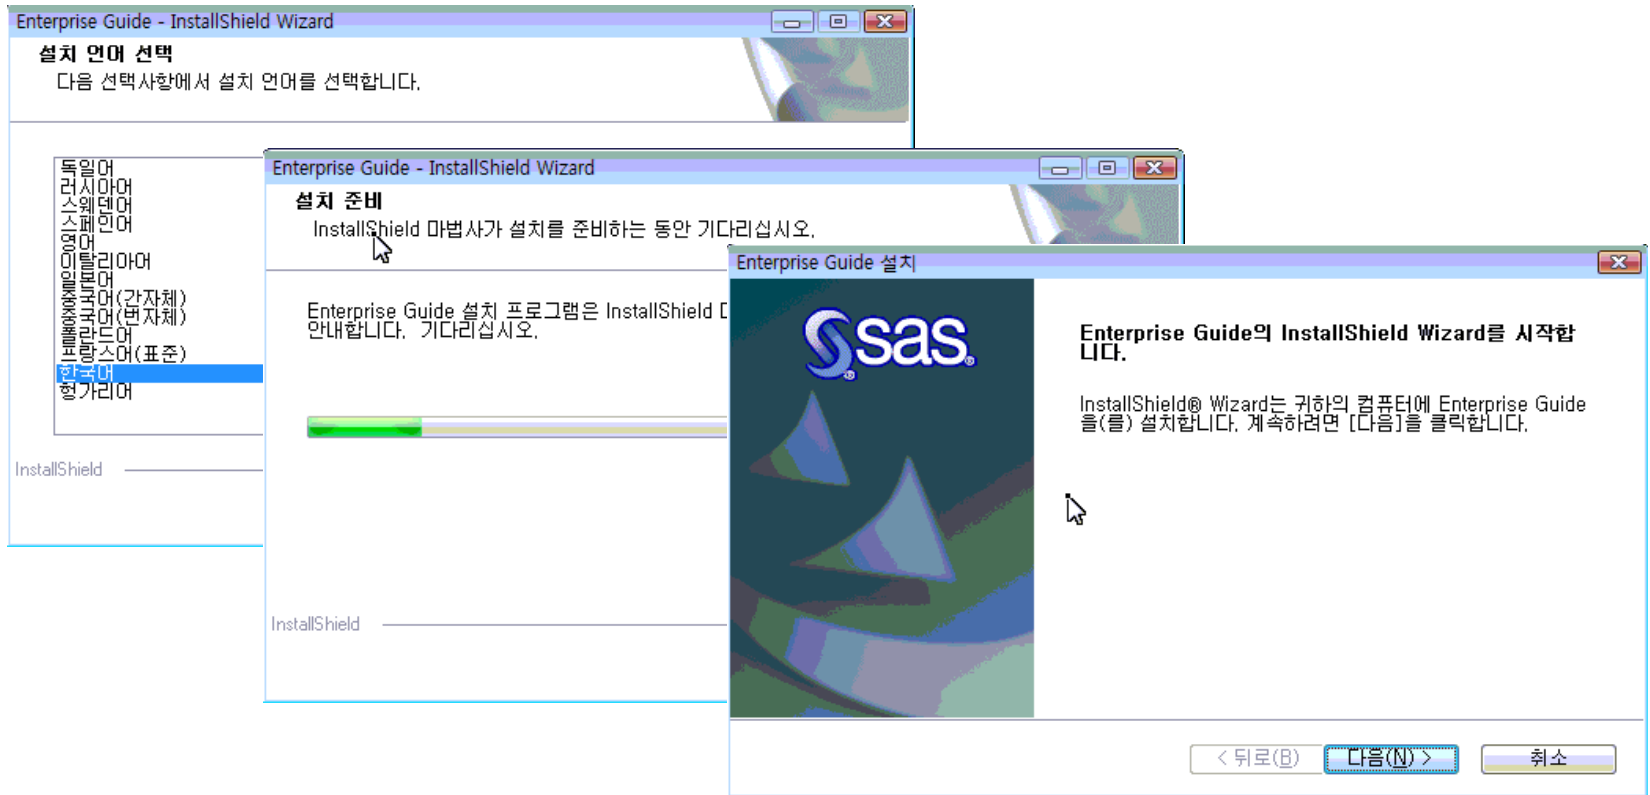 Enterprise Guide - InstallShield Wizard
설치 언어 선택
다음 선택사항에서 설치 언어를 선택합니다.
독일어
러시아어
스웨덴어
스페인어
영어
이탈리아어
일본어
중국어(간자체)
중국어(번자체)
폴란드어
프랑스어(표준)
한국어
헝가리어
InstallShield
Enterprise Guide - InstallShield Wizard
설치 준비
InstallShield 마법사가 설치를 준비하는 동안 기다리십시오.
Enterprise Guide 설치 프로그램은 InstallShield
안내합니다. 기다리십시오.
InstallShield
Enterprise Guide 설치
sas®
Enterprise Guide의 InstallShield Wizard를 시작합
니다.
InstallShield® Wizard는 귀하의 컴퓨터에 Enterprise Guide
을(를) 설치합니다. 계속하려면 [다음]을 클릭합니다.
< 뒤로(B)
다음(N) >
취소